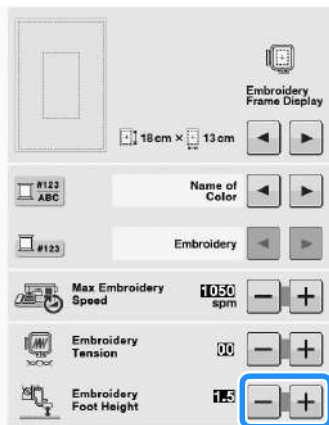 Embroidery
Frame Display
18cm × 13cm
#123
ABC
Name of
Color
#123
Embroidery
Max Embroidery
Speed
1050
spm
Embroidery
Tension
00
Embroidery
Foot Height
1.5